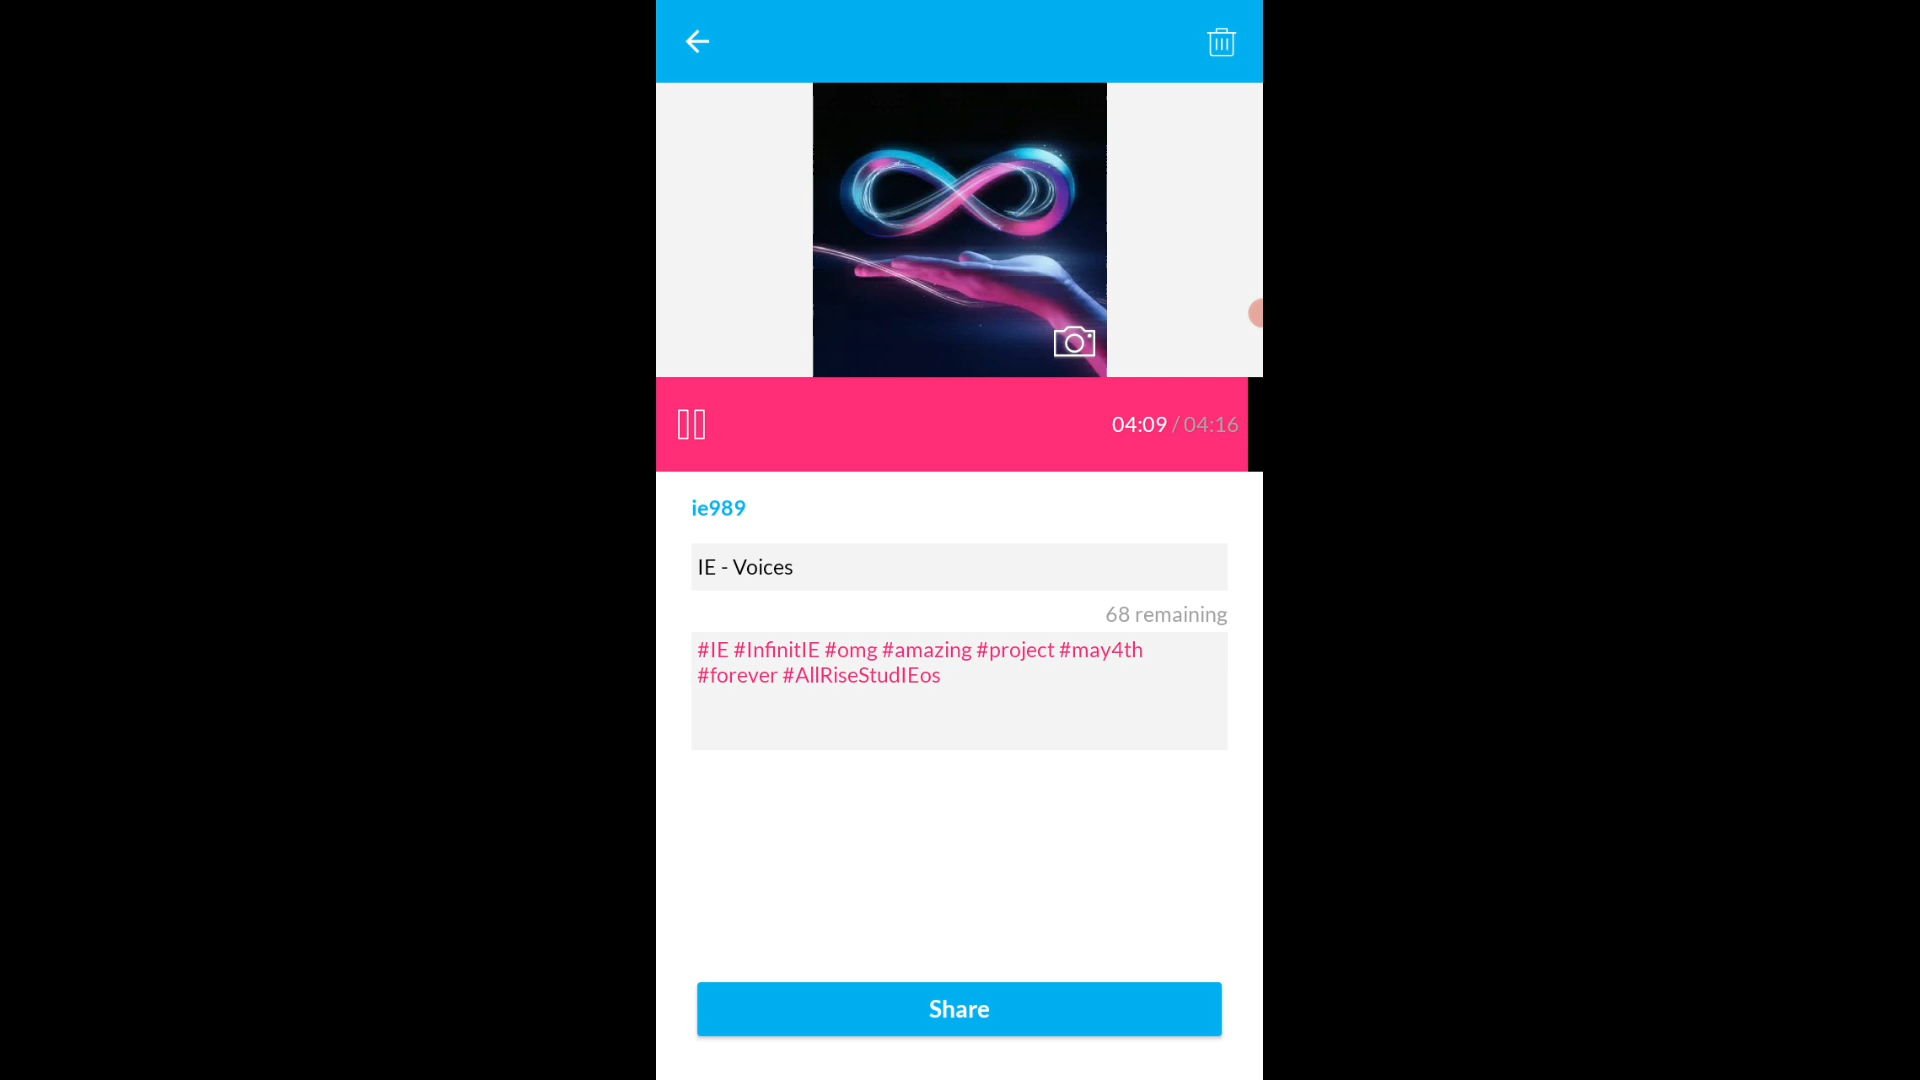 04:09 / 04:16
ie989
IE - Voices
68 remaining
#IE #InfinitIE #omg #amazing #project #may4th
#forever #AllRiseStudIEos
Share